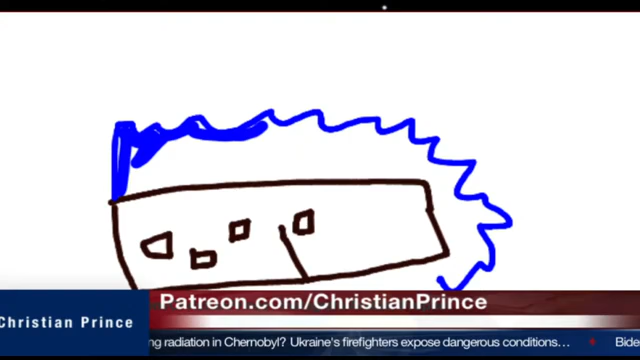 Patreon.com/ChristianPrince
Christian Prince
ng radiation in Chernobyl? Ukraine's firefighters expose dangerous conditions… Bide